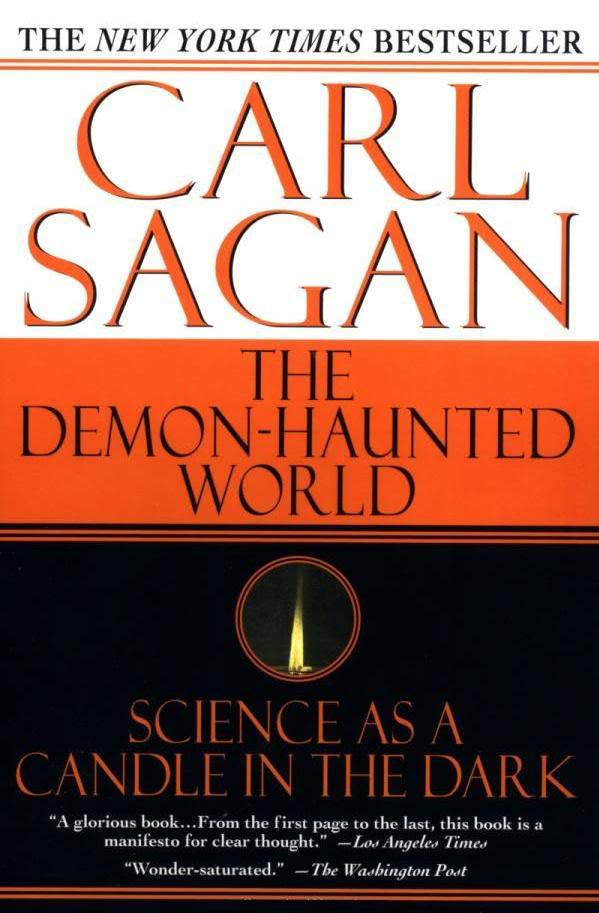 THE NEW YORK TIMES BESTSELLER
CARL
SAGAN
THE
DEMON-HAUNTED
WORLD
SCIENCE AS A
CANDLE IN THE DARK
“A glorious book…From the first page to the last, this book is a
manifesto for clear thought.” —Los Angeles Times
“Wonder-saturated.” —The Washington Post